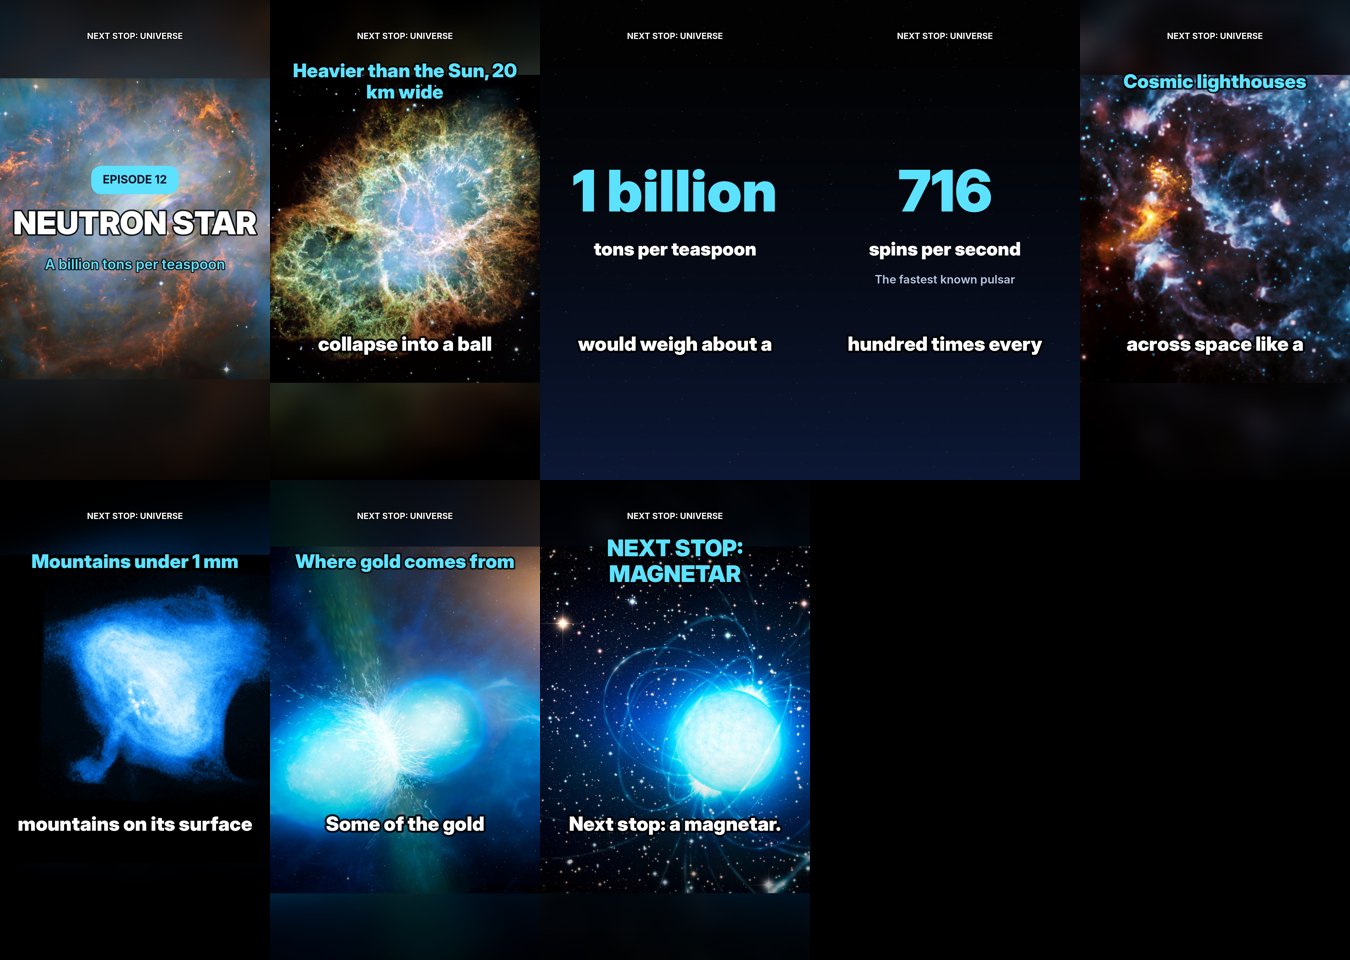 NEXT STOP: UNIVERSE
EPISODE 12
NEUTRON STAR
A billion tons per teaspoon
NEXT STOP: UNIVERSE
Heavier than the Sun, 20
km wide
collapse into a ball
NEXT STOP: UNIVERSE
1 billion
tons per teaspoon
would weigh about a
NEXT STOP: UNIVERSE
716
spins per second
The fastest known pulsar
hundred times every
NEXT STOP: UNIVERSE
Cosmic lighthouses
across space like a
NEXT STOP: UNIVERSE
Mountains under 1 mm
mountains on its surface
NEXT STOP: UNIVERSE
Where gold comes from
Some of the gold
NEXT STOP: UNIVERSE
NEXT STOP:
MAGNETAR
Next stop: a magnetar.